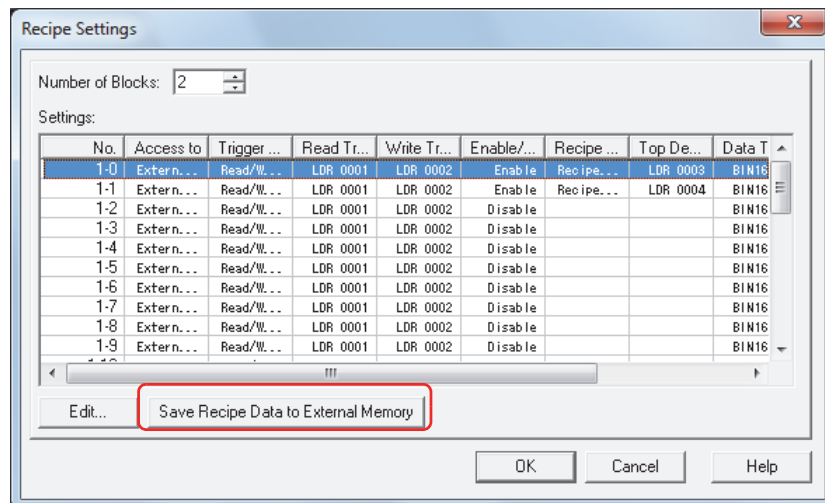 Recipe Settings
Number of Blocks: 2
Settings:
No. Access to Trigger ... Read Tr... Write Tr... Enable/... Recipe ... Top De... Data T
1-0 Extern... Read/W... LDR 0001 LDR 0002 Enable Recipe... LDR 0003 BIN16
1-1 Extern... Read/W... LDR 0001 LDR 0002 Enable Recipe... LDR 0004 BIN16
1-2 Extern... Read/W... LDR 0001 LDR 0002 Disable BIN16
1-3 Extern... Read/W... LDR 0001 LDR 0002 Disable BIN16
1-4 Extern... Read/W... LDR 0001 LDR 0002 Disable BIN16
1-5 Extern... Read/W... LDR 0001 LDR 0002 Disable BIN16
1-6 Extern... Read/W... LDR 0001 LDR 0002 Disable BIN16
1-7 Extern... Read/W... LDR 0001 LDR 0002 Disable BIN16
1-8 Extern... Read/W... LDR 0001 LDR 0002 Disable BIN16
1-9 Extern... Read/W... LDR 0001 LDR 0002 Disable BIN16
Edit... Save Recipe Data to External Memory
OK Cancel Help